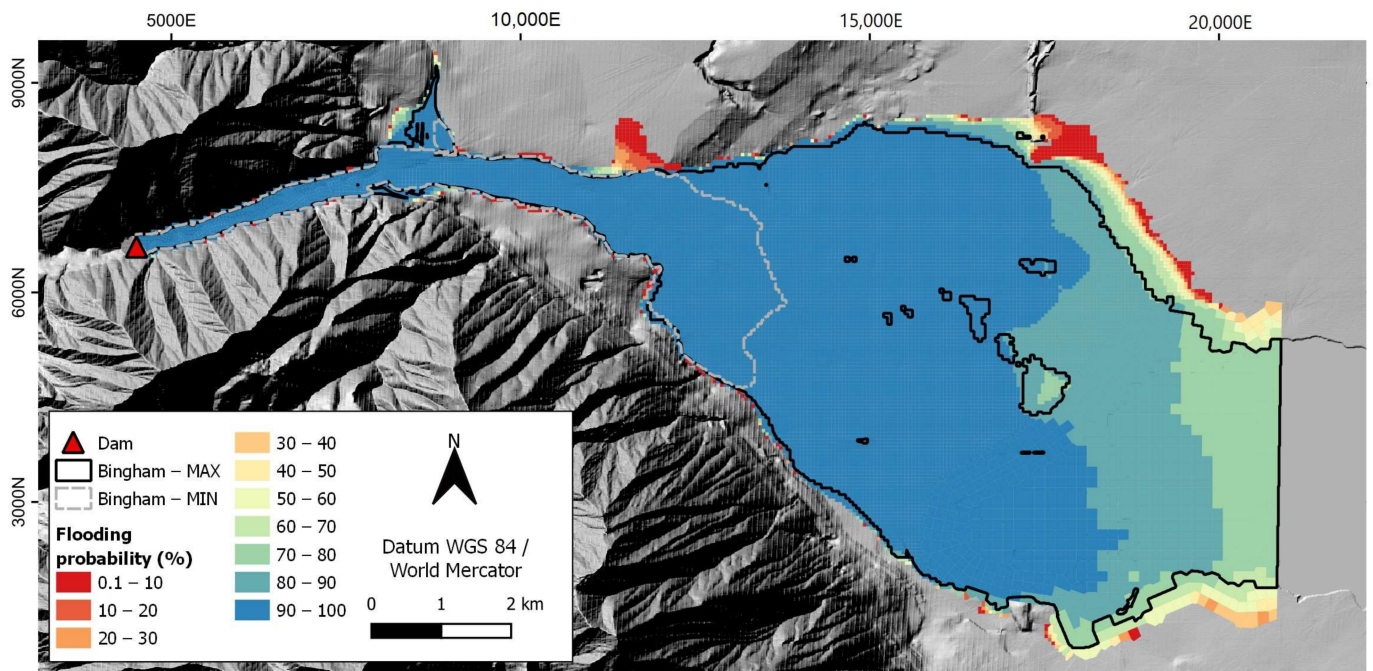 5000E 10,000E 15,000E 20,000E
9000N
6000N
3000N
Dam
Bingham – MAX
Bingham – MIN
Flooding
probability (%)
0.1 – 10
10 – 20
20 – 30
30 – 40
40 – 50
50 – 60
60 – 70
70 – 80
80 – 90
90 – 100
N
Datum WGS 84 /
World Mercator
0 1 2 km